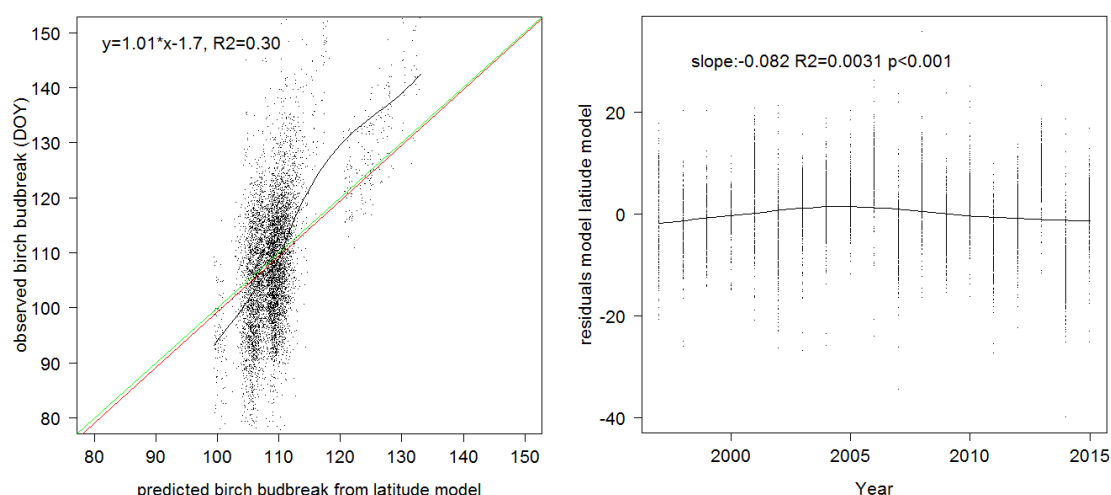 y=1.01*x-1.7, R2=0.30
observed birch budbreak (DOY)
150
140
130
120
110
100
90
80
80 90 100 110 120 130 140 150
predicted birch budbreak from latitude model
slope:-0.082 R2=0.0031 p<0.001
residuals model latiude model
20
0
-20
-40
2000 2005 2010 2015
Year